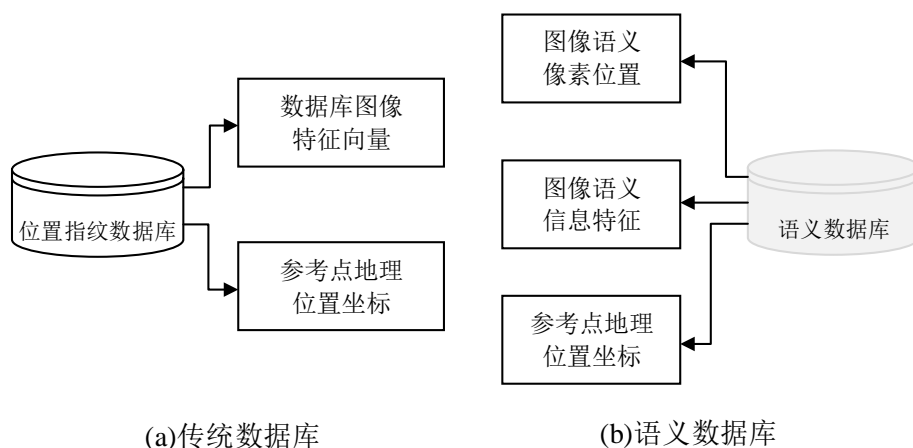 数据库图像
特征向量
位置指纹数据库
参考点地理
位置坐标
(a)传统数据库
图像语义
像素位置
图像语义
信息特征
语义数据库
参考点地理
位置坐标
(b)语义数据库